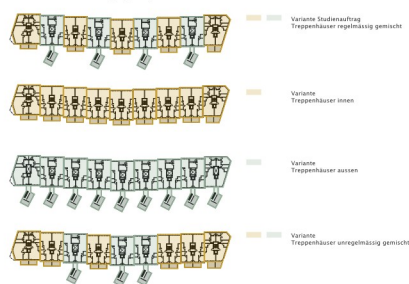 Variante Studienauftrag
Treppenhäuser regelmässig gemischt
Variante
Treppenhäuser innen
Variante
Treppenhäuser aussen
Variante
Treppenhäuser unregelmässig gemischt